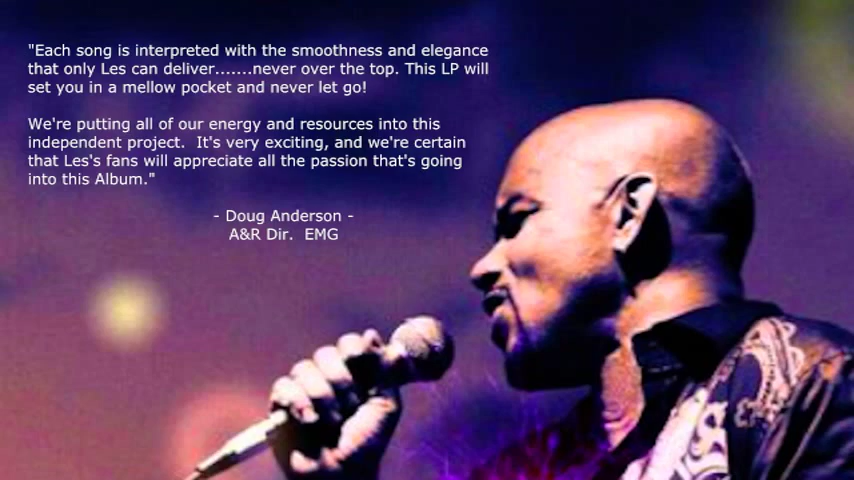 "Each song is interpreted with the smoothness and elegance
that only Les can deliver.......never over the top. This LP will
set you in a mellow pocket and never let go!
We're putting all of our energy and resources into this
independent project.  It's very exciting, and we're certain
that Les's fans will appreciate all the passion that's going
into this Album."
- Doug Anderson -
A&R Dir.  EMG